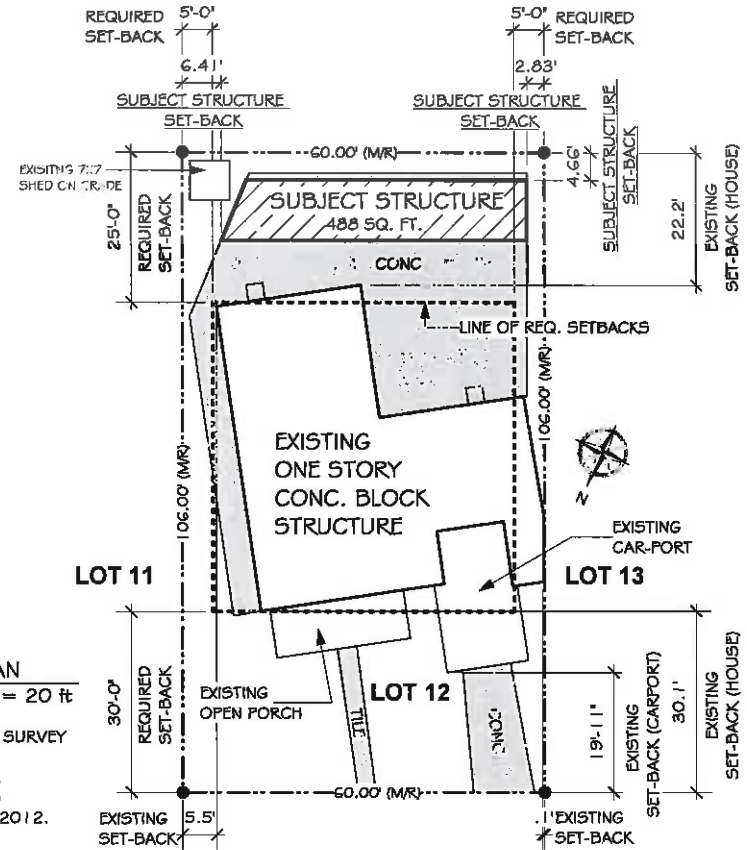 REQUIRED
SET-BACK
5'-0"
5'-0"
REQUIRED
SET-BACK
6.41'
2.83'
SUBJECT STRUCTURE
SET-BACK
SUBJECT STRUCTURE
SET-BACK
60.00' (M/R)
EXISITNG 7'X7'
SHED ON GRADE
SUBJECT STRUCTURE
488 SQ. FT.
4.66'
SUBJECT STRUCTURE
SET-BACK
25'-0"
REQUIRED
SET-BACK
22.2'
EXISTING
SET-BACK (HOUSE)
CONC
LINE OF REQ. SETBACKS
106.00' (M/R)
106.00' (M/R)
EXISTING
ONE STORY
CONC. BLOCK
STRUCTURE
N
EXISTING
CAR-PORT
LOT 11
LOT 13
AN
= 20 ft
SURVEY
2012.
30'-0"
REQUIRED
SET-BACK
EXISTING
OPEN PORCH
TILE
LOT 12
CONC
19'-11"
EXISTING
SET-BACK (CARPORT)
30.1'
EXISTING
SET-BACK (HOUSE)
60.00' (M/R)
EXISTING
SET-BACK
5.5'
.1'
EXISTING
SET-BACK